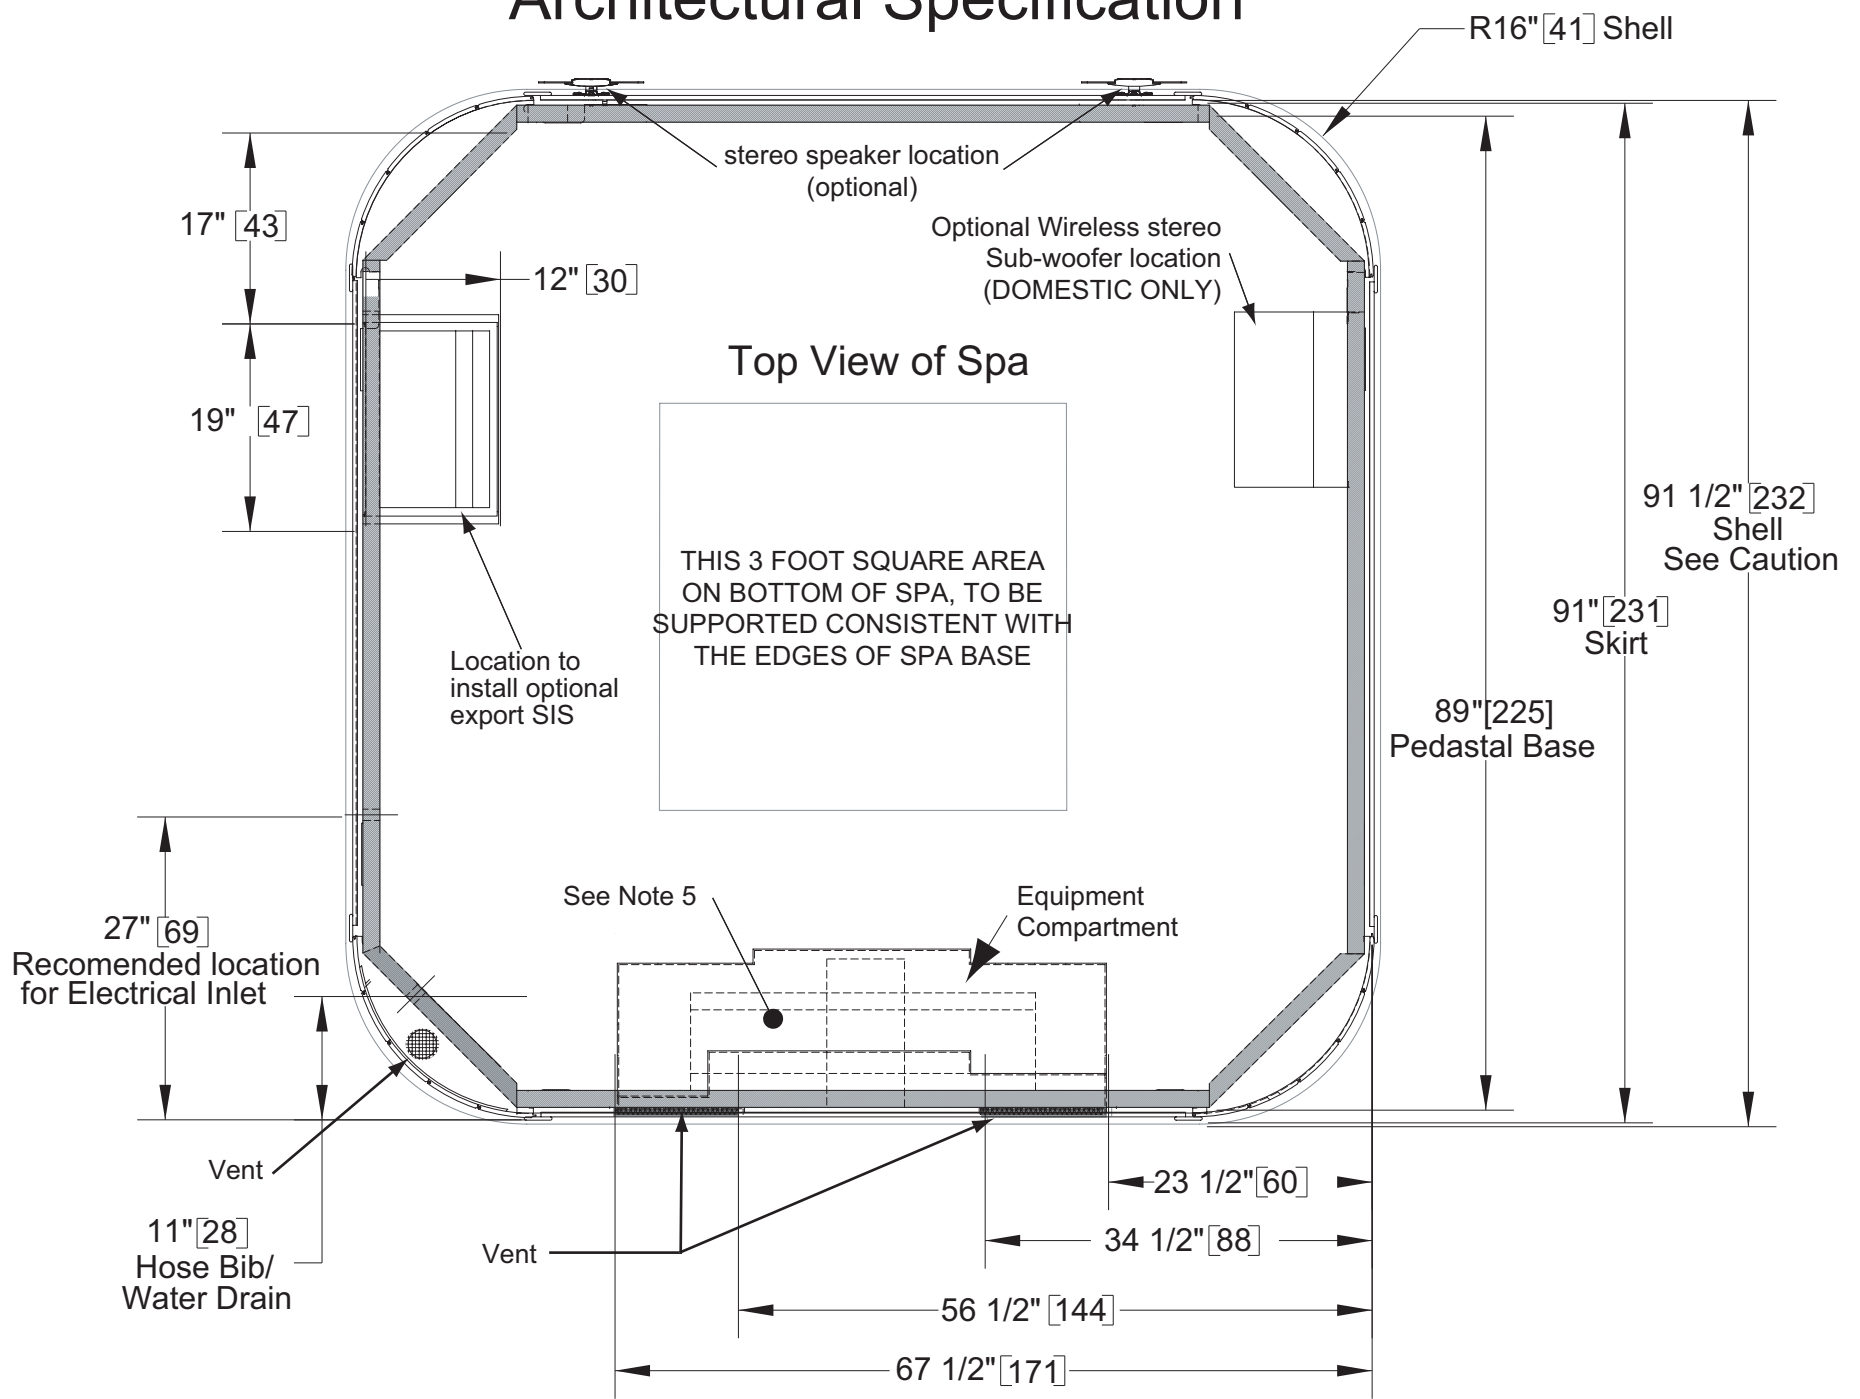 Architectural Specification
R16" [41] Shell
stereo speaker location
(optional)
17" [43]
Optional Wireless stereo
Sub-woofer location
(DOMESTIC ONLY)
12" [30]
Top View of Spa
19" [47]
91 1/2" [232]
Shell
See Caution
THIS 3 FOOT SQUARE AREA
ON BOTTOM OF SPA, TO BE
SUPPORTED CONSISTENT WITH
THE EDGES OF SPA BASE
91" [231]
Skirt
Location to
install optional
export SIS
89"[225]
Pedastal Base
See Note 5
Equipment
Compartment
27" [69]
Recomended location
for Electrical Inlet
Vent
23 1/2"[60]
11"[28]
Hose Bib/
Water Drain
34 1/2"[88]
Vent
56 1/2" [144]
67 1/2" [171]